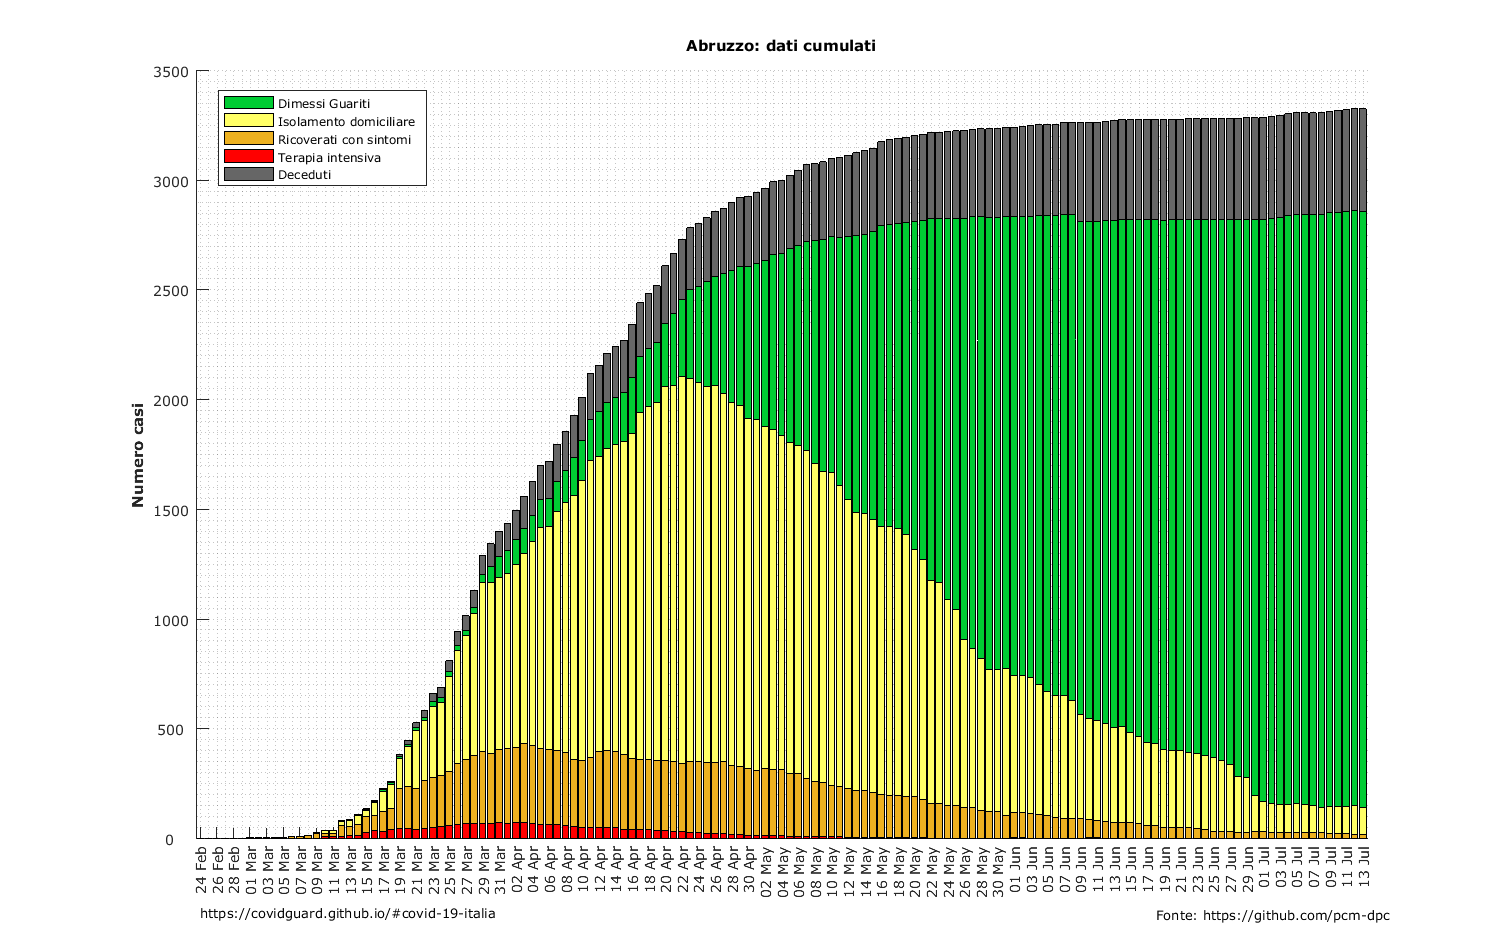 Abruzzo: dati cumulati
3500
3000
2500
2000
1500
1000
500
0
Numero casi
Dimessi Guariti
Isolamento domiciliare
Ricoverati con sintomi
Terapia intensiva
Deceduti
24 Feb
26 Feb
28 Feb
01 Mar
03 Mar
05 Mar
07 Mar
09 Mar
11 Mar
13 Mar
15 Mar
17 Mar
19 Mar
21 Mar
23 Mar
25 Mar
27 Mar
29 Mar
31 Mar
02 Apr
04 Apr
06 Apr
08 Apr
10 Apr
12 Apr
14 Apr
16 Apr
18 Apr
20 Apr
22 Apr
24 Apr
26 Apr
28 Apr
30 Apr
02 May
04 May
06 May
08 May
10 May
12 May
14 May
16 May
18 May
20 May
22 May
24 May
26 May
28 May
30 May
01 Jun
03 Jun
05 Jun
07 Jun
09 Jun
11 Jun
13 Jun
15 Jun
17 Jun
19 Jun
21 Jun
23 Jun
25 Jun
27 Jun
29 Jun
01 Jul
03 Jul
05 Jul
07 Jul
09 Jul
11 Jul
13 Jul
https://covidguard.github.io/#covid-19-italia
Fonte: https://github.com/pcm-dpc